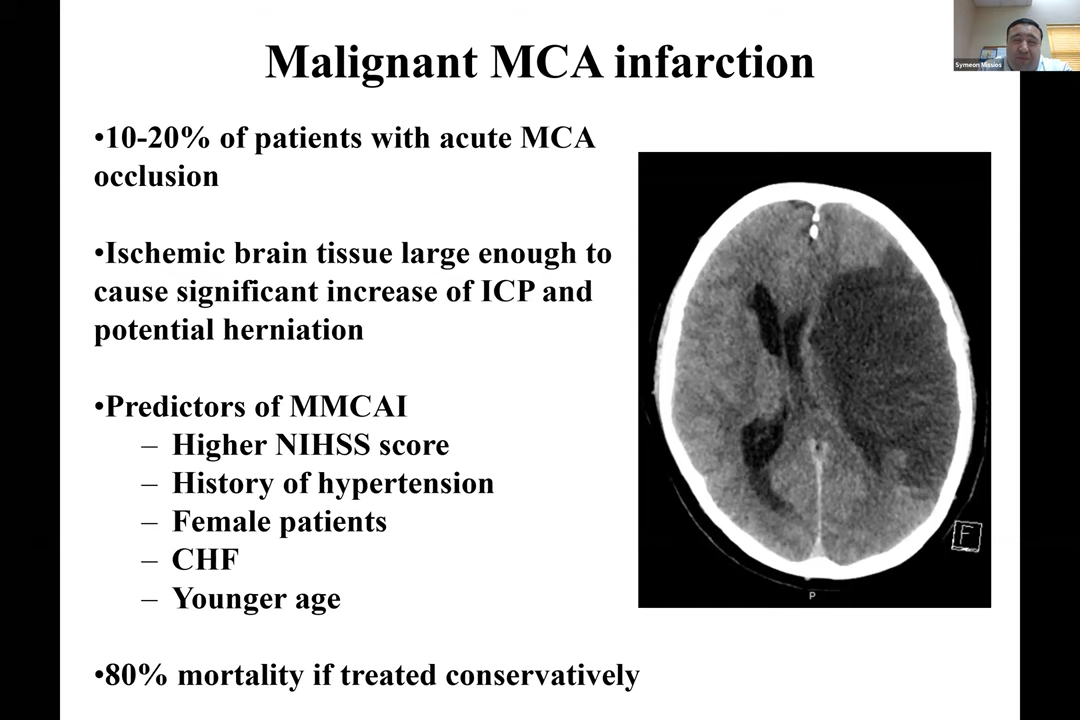 Malignant MCA infarction
Symeon Missios
•10-20% of patients with acute MCA
occlusion
•Ischemic brain tissue large enough to
cause significant increase of ICP and
potential herniation
•Predictors of MMCAI
– Higher NIHSS score
– History of hypertension
– Female patients
– CHF
– Younger age
•80% mortality if treated conservatively
F
P